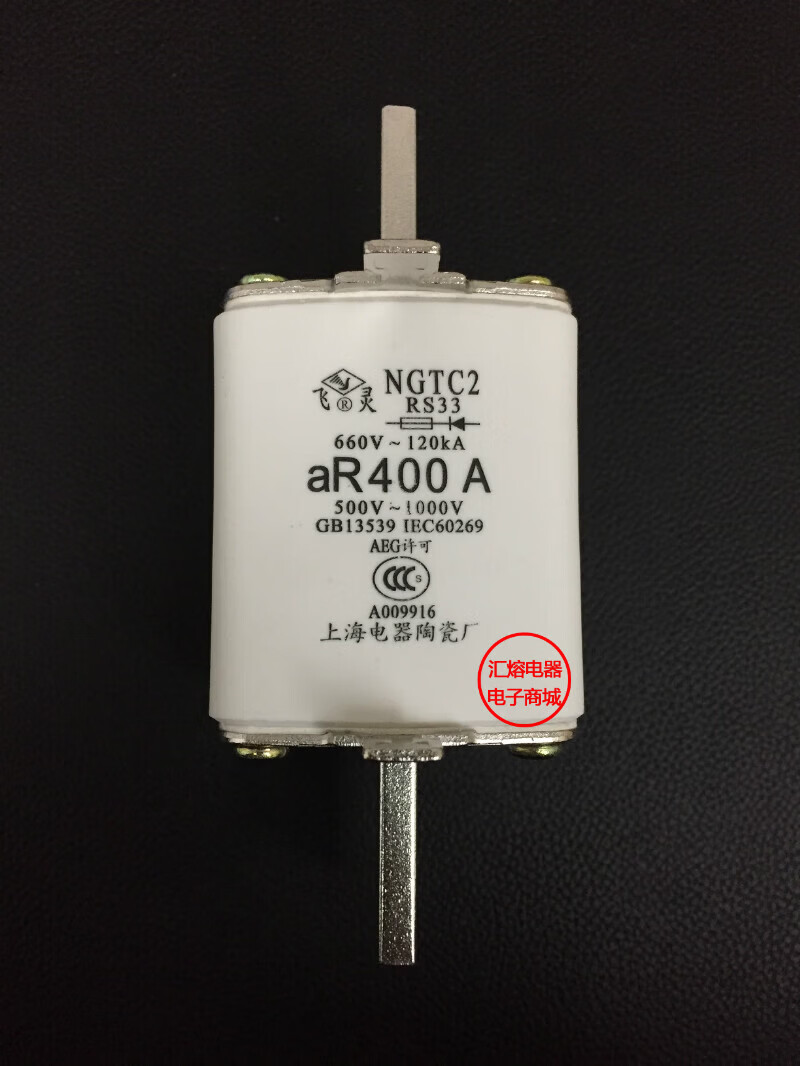 飞®灵 NGTC2
RS33
660V~120kA
aR400 A
500V~1000V
GB13539 IEC60269
AEG许可
CCC S
A009916
上海电器陶瓷厂
汇熔电器
电子商城